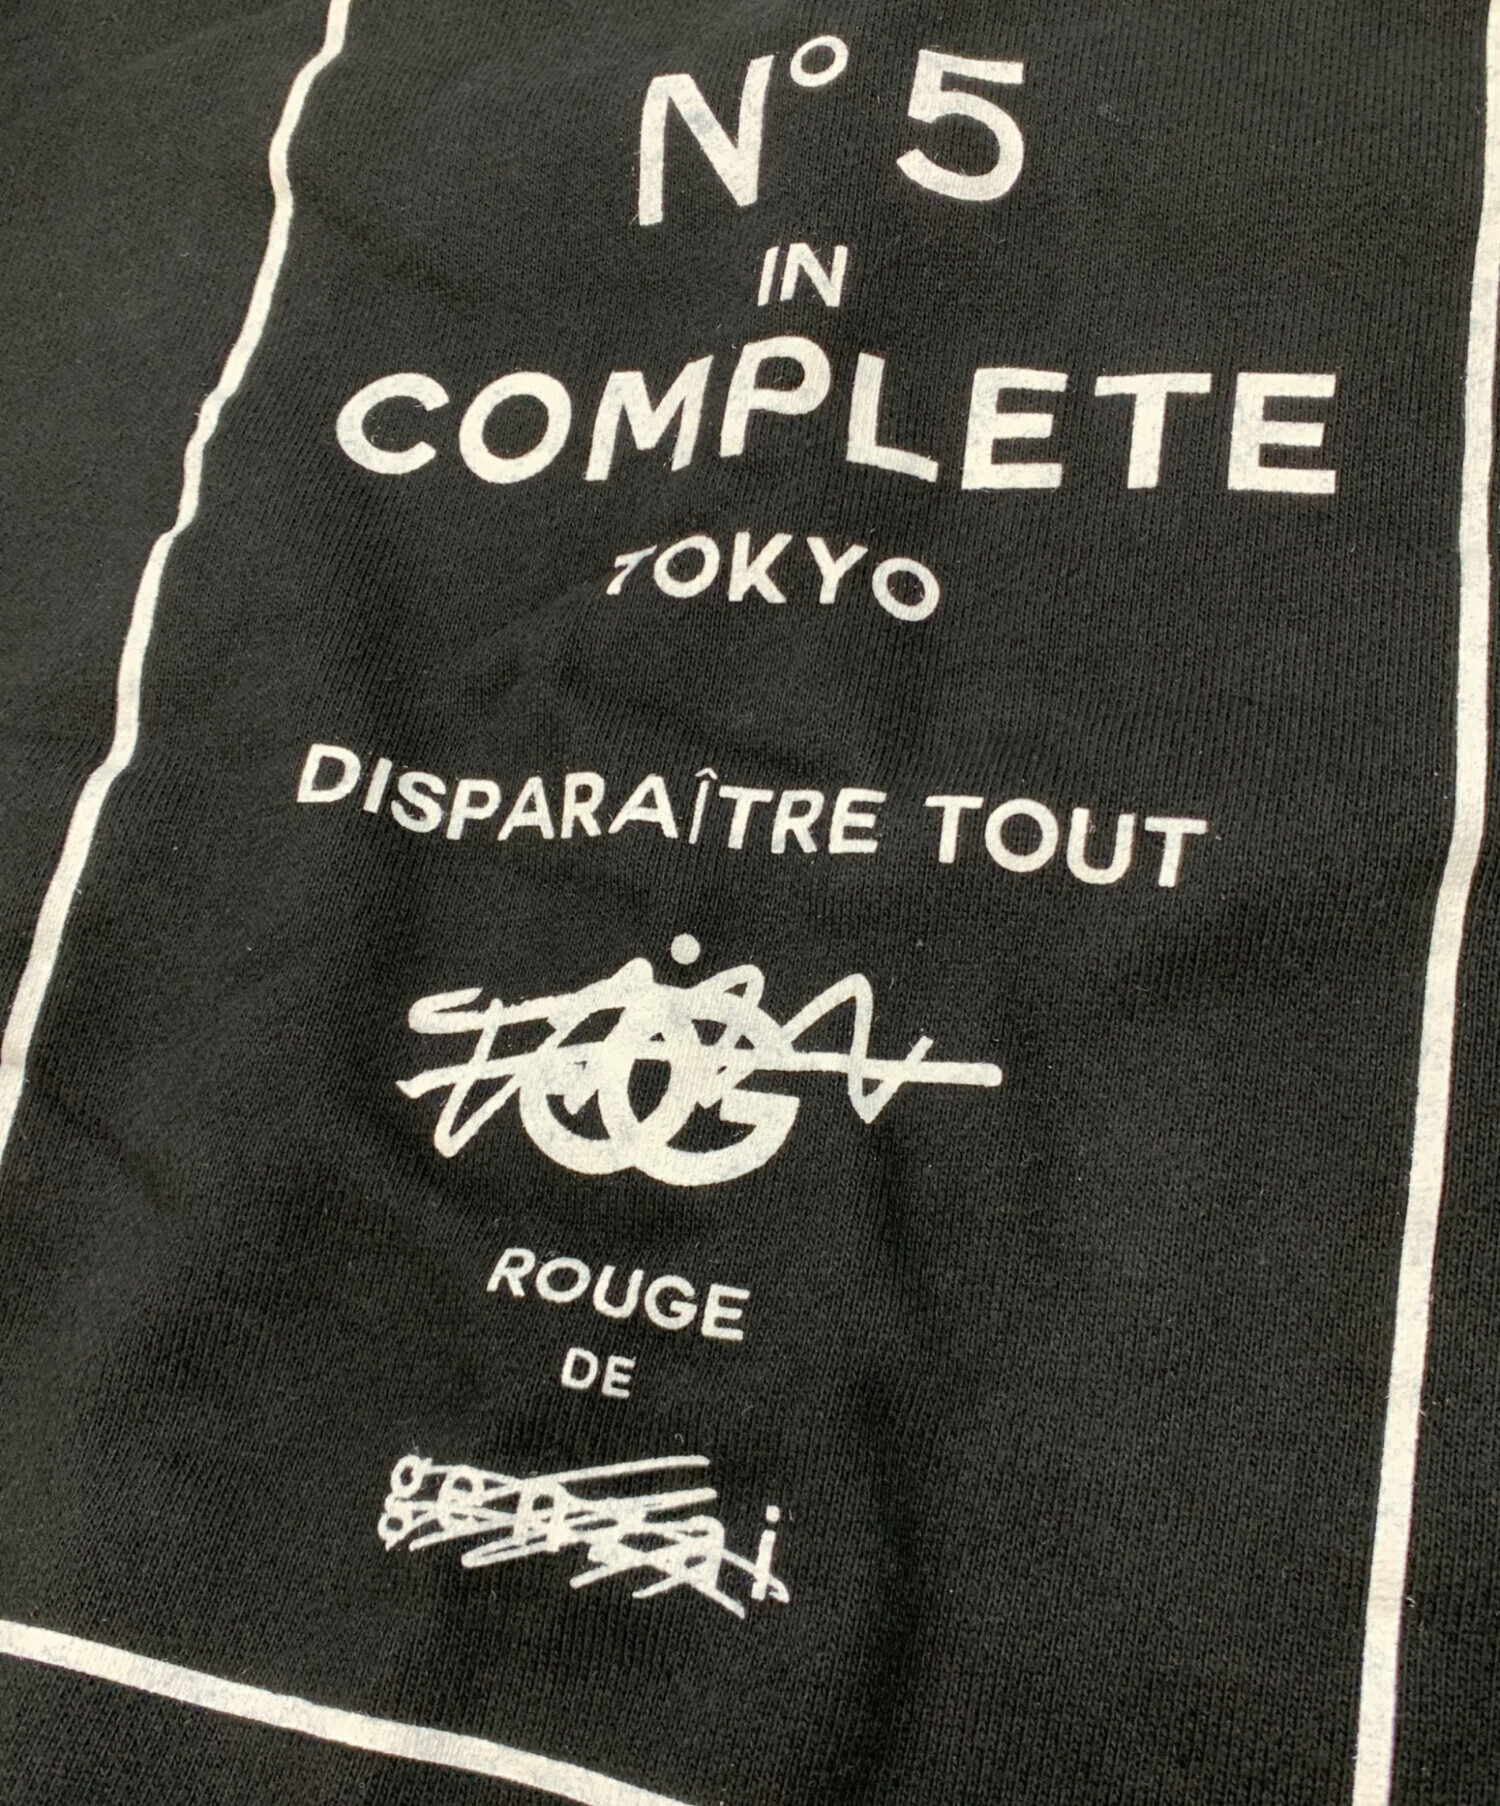 N° 5
IN
COMPLETE
TOKYO
DISPARAÎTRE TOUT
ROUGE
DE